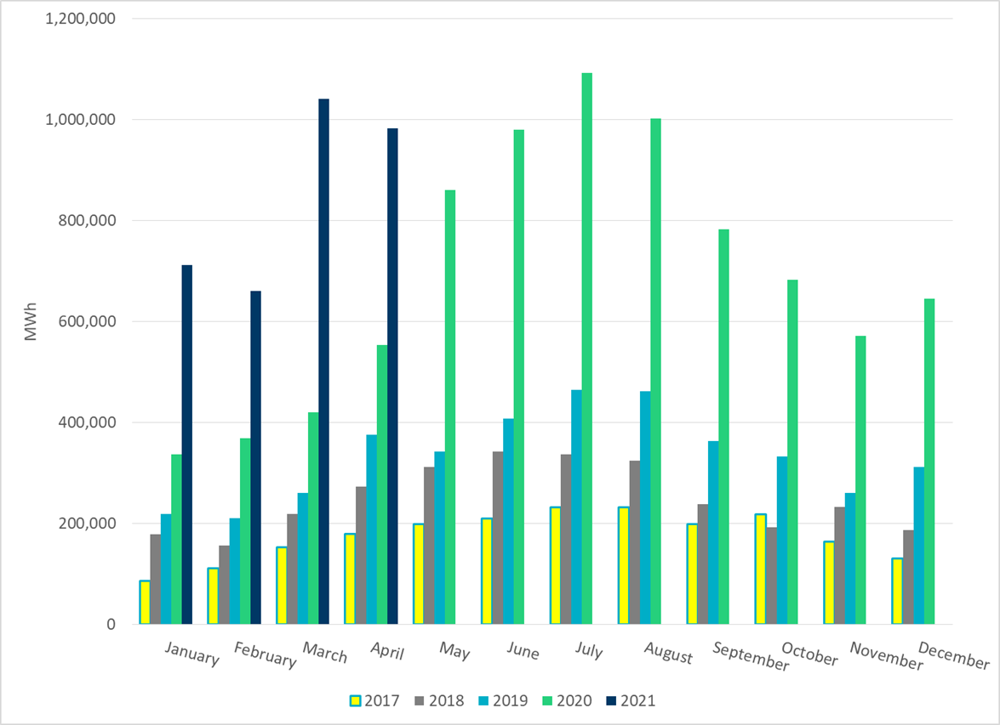 1,200,000
1,000,000
800,000
600,000
400,000
200,000
0
MWh
January February March April May June July August September October November December
2017 2018 2019 2020 2021